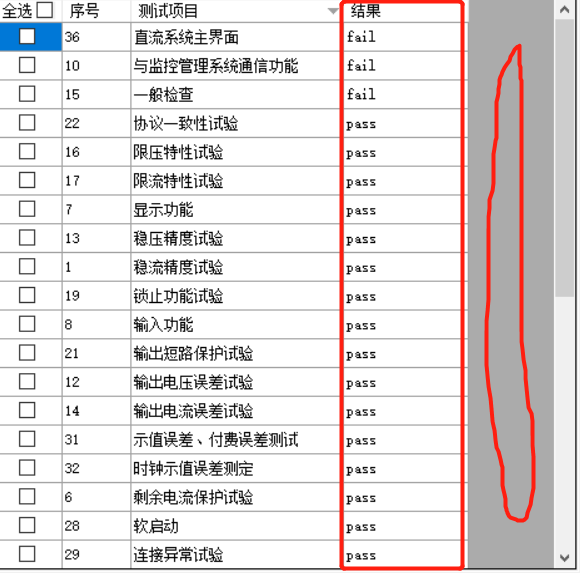 全选 序号 测试项目 结果
36 直流系统主界面 fail
10 与监控管理系统通信功能 fail
15 一般检查 fail
22 协议一致性试验 pass
16 限压特性试验 pass
17 限流特性试验 pass
7 显示功能 pass
13 稳压精度试验 pass
1 稳流精度试验 pass
19 锁止功能试验 pass
8 输入功能 pass
21 输出短路保护试验 pass
12 输出电压误差试验 pass
14 输出电流误差试验 pass
31 示值误差、付费误差测试 pass
32 时钟示值误差测定 pass
6 剩余电流保护试验 pass
28 软启动 pass
29 连接异常试验 pass